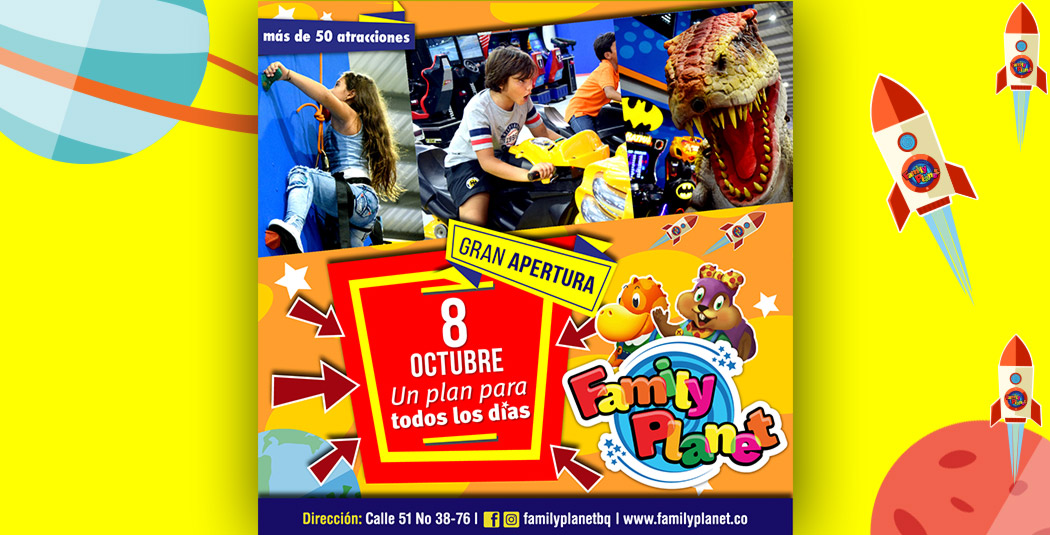 más de 50 atracciones
GRAN APERTURA
8
OCTUBRE
Un plan para
todos los días
Family
Planet
Dirección: Calle 51 No 38-76 | familyplanetbq | www.familyplanet.co